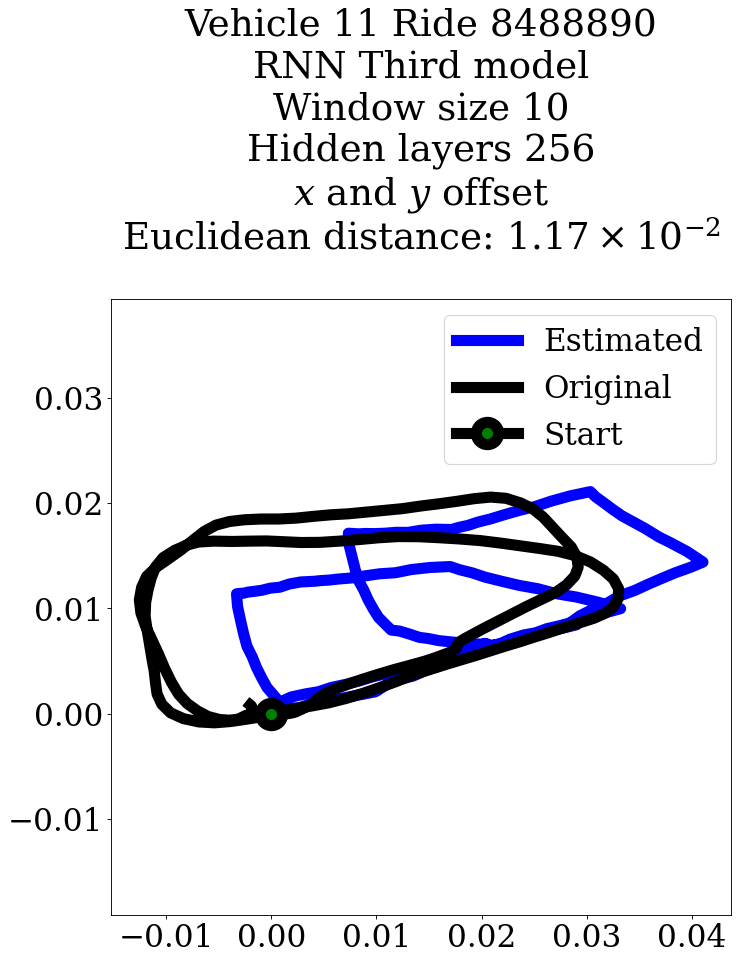 Vehicle 11 Ride 8488890
RNN Third model
Window size 10
Hidden layers 256
x and y offset
Euclidean distance: 1.17 × 10⁻²
Estimated
Original
Start
0.03
0.02
0.01
0.00
−0.01
−0.01 0.00 0.01 0.02 0.03 0.04